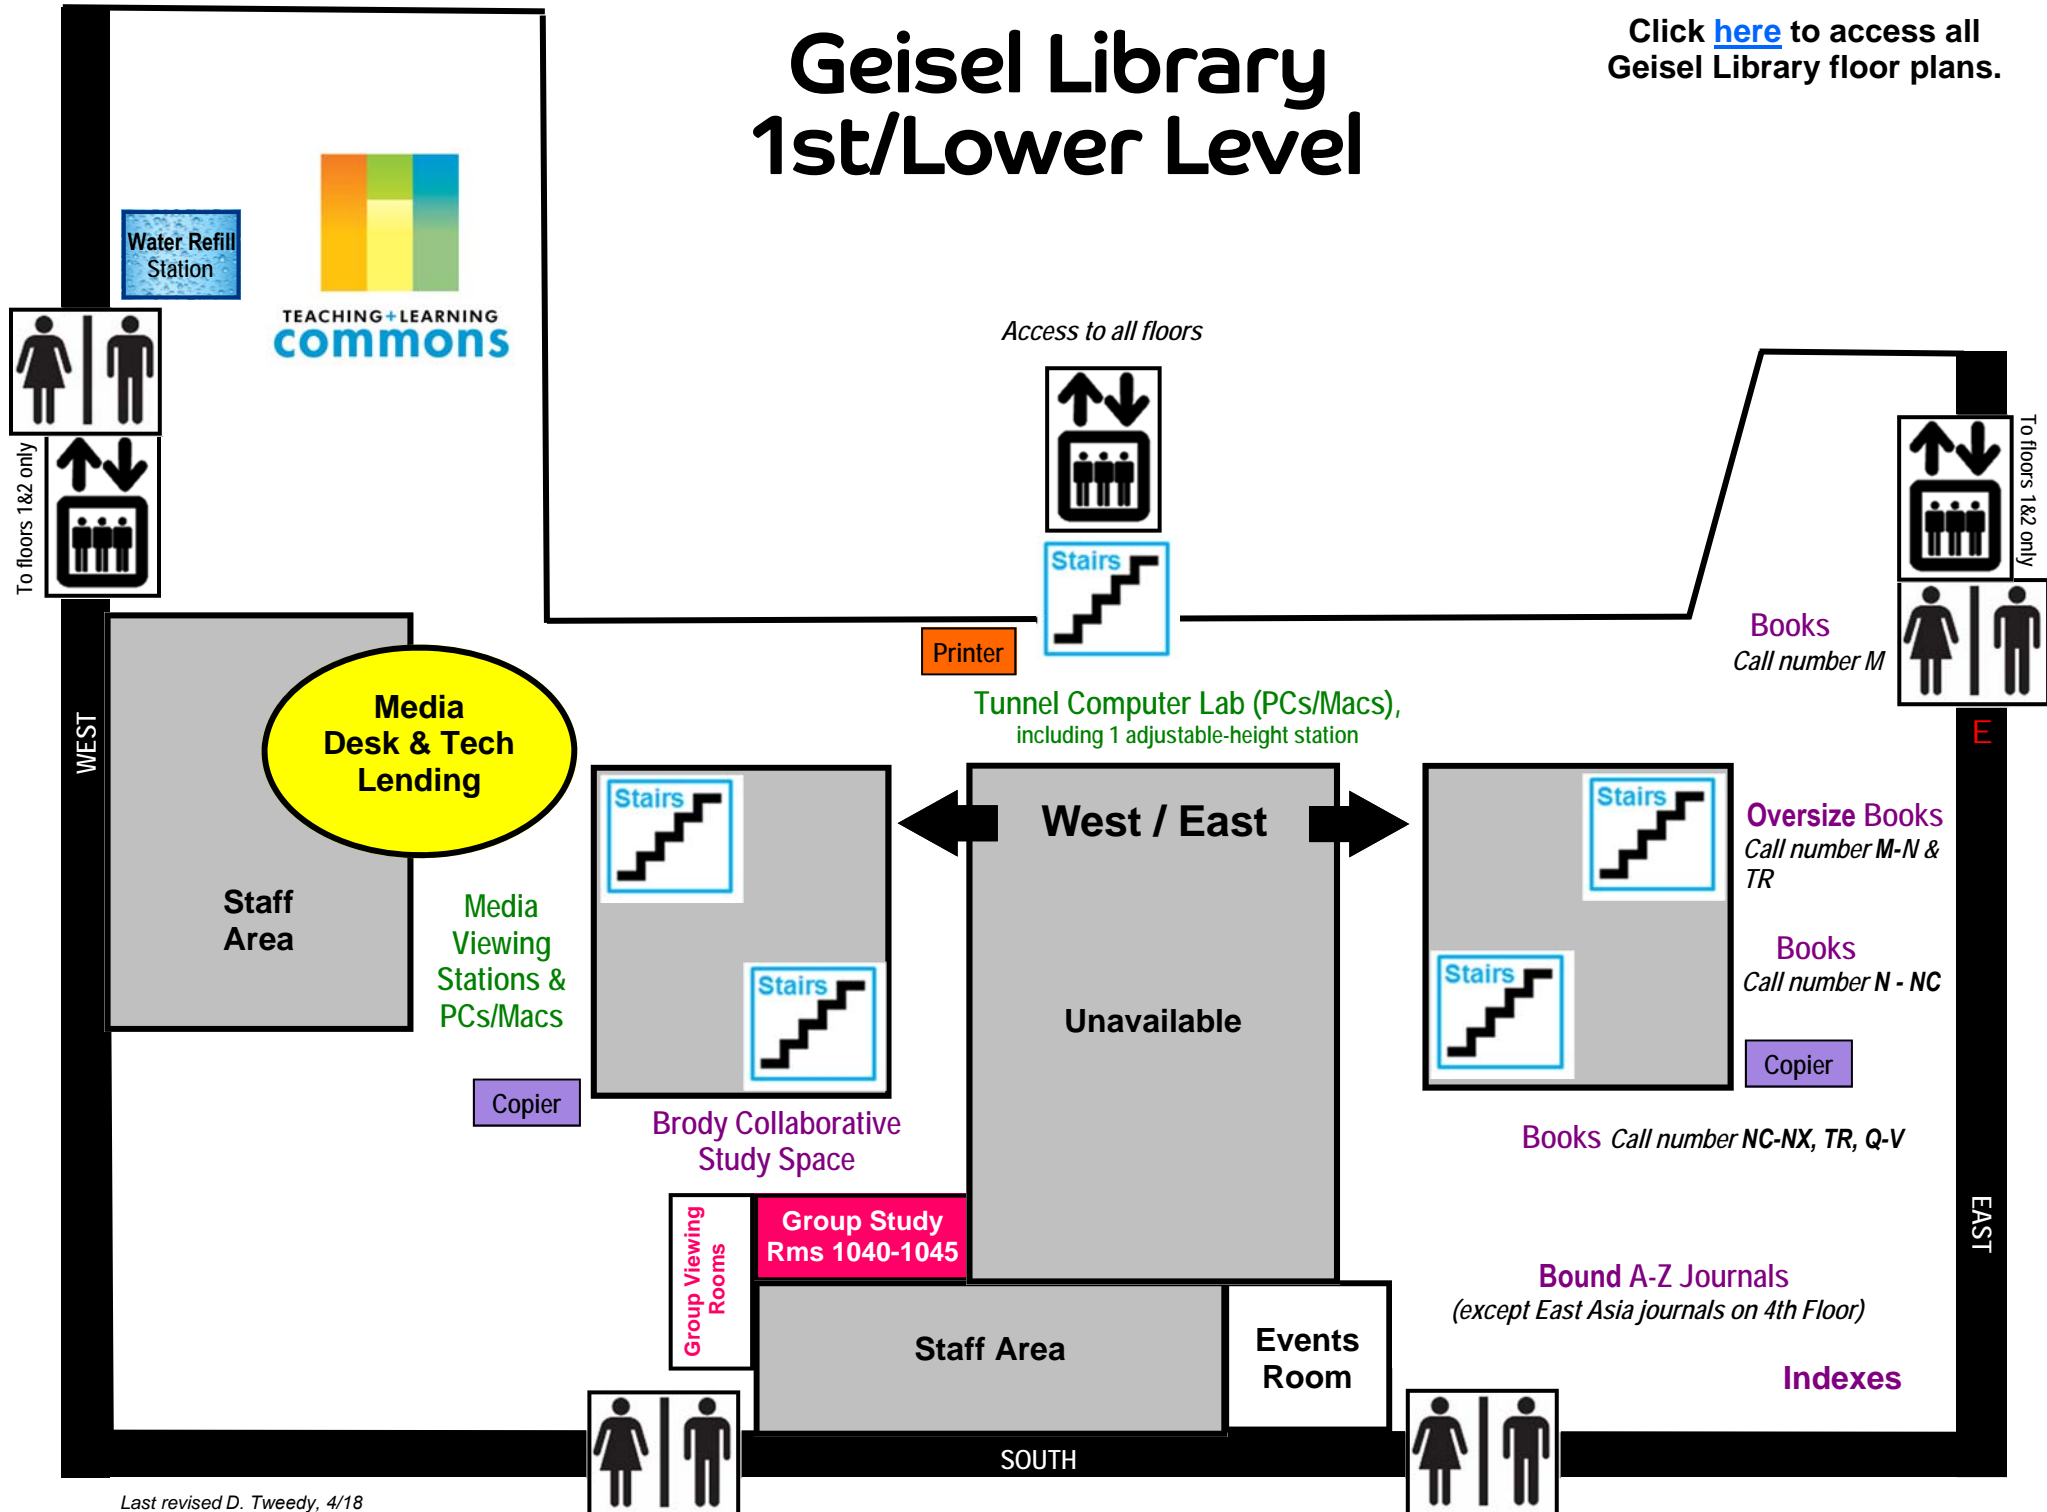 Geisel Library
1st/Lower Level
Click here to access all
Geisel Library floor plans.
Water Refill
Station
TEACHING+LEARNING
commons
Access to all floors
To floors 1&2 only
To floors 1&2 only
Stairs
Printer
Books
Call number M
Tunnel Computer Lab (PCs/Macs),
including 1 adjustable-height station
WEST
Media
Desk & Tech
Lending
E
Stairs
West / East
Stairs
Oversize Books
Call number M-N &
TR
Staff
Area
Media
Viewing
Stations &
PCs/Macs
Stairs
Unavailable
Stairs
Books
Call number N - NC
Copier
Copier
Brody Collaborative
Study Space
Books Call number NC-NX, TR, Q-V
Group Viewing
Rooms
Group Study
Rms 1040-1045
EAST
Bound A-Z Journals
(except East Asia journals on 4th Floor)
Staff Area
Events
Room
Indexes
SOUTH
Last revised D. Tweedy, 4/18